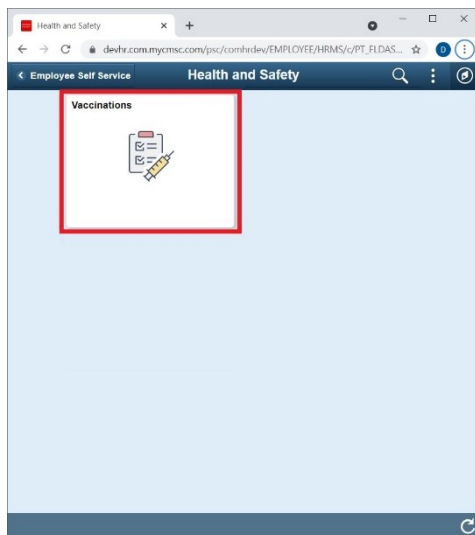 Health and Safety
devhr.com.mycmsc.com/psc/comhrdev/EMPLOYEE/HRMS/c/PT_FLDAS...
D
Employee Self Service
Health and Safety
Vaccinations